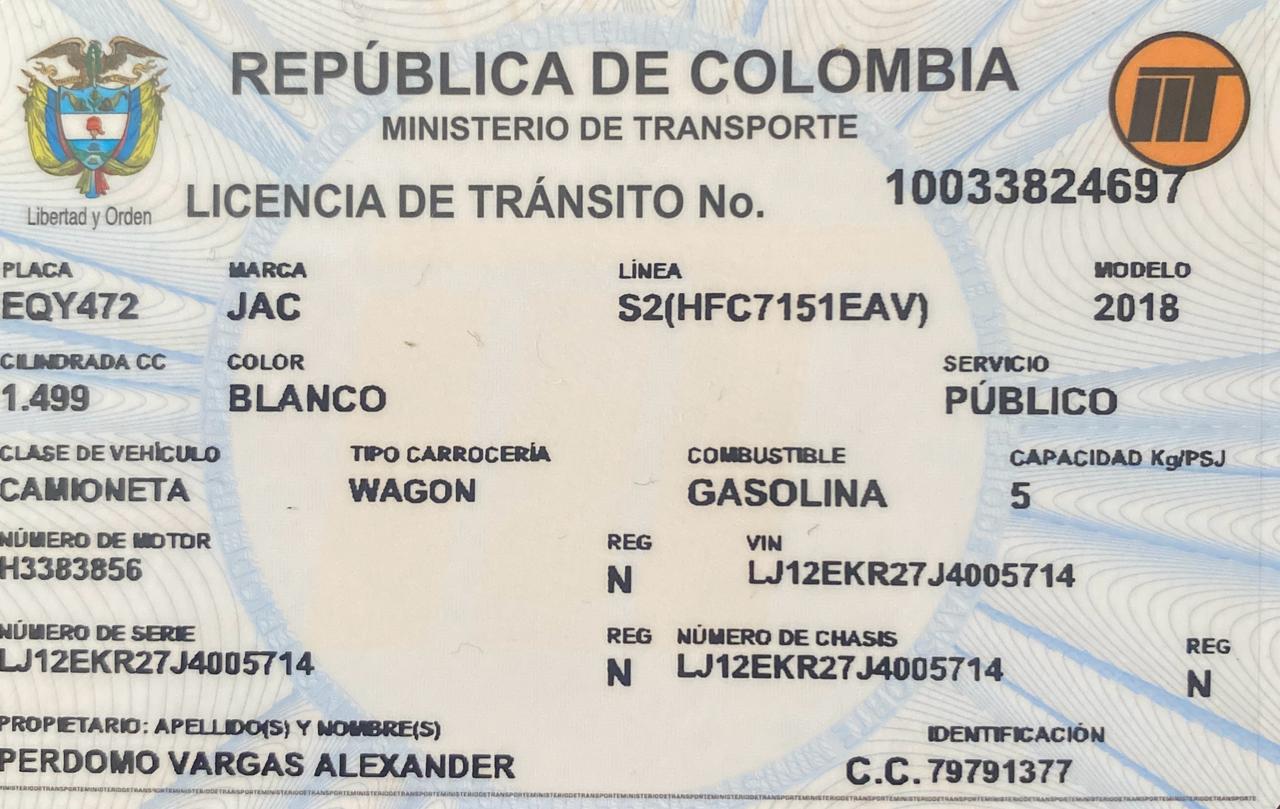 REPÚBLICA DE COLOMBIA
MINISTERIO DE TRANSPORTE
Libertad y Orden
LICENCIA DE TRÁNSITO No. 10033824697
PLACA MARCA LÍNEA MODELO
EQY472 JAC S2(HFC7151EAV) 2018
CILINDRADA CC COLOR SERVICIO
1.499 BLANCO PÚBLICO
CLASE DE VEHÍCULO TIPO CARROCERÍA COMBUSTIBLE CAPACIDAD Kg/PSJ
CAMIONETA WAGON GASOLINA 5
NÚMERO DE MOTOR REG VIN
H3383856 N LJ12EKR27J4005714
NÚMERO DE SERIE REG NÚMERO DE CHASIS REG
LJ12EKR27J4005714 N LJ12EKR27J4005714 N
PROPIETARIO: APELLIDO(S) Y NOMBRE(S) IDENTIFICACIÓN
PERDOMO VARGAS ALEXANDER C.C. 79791377